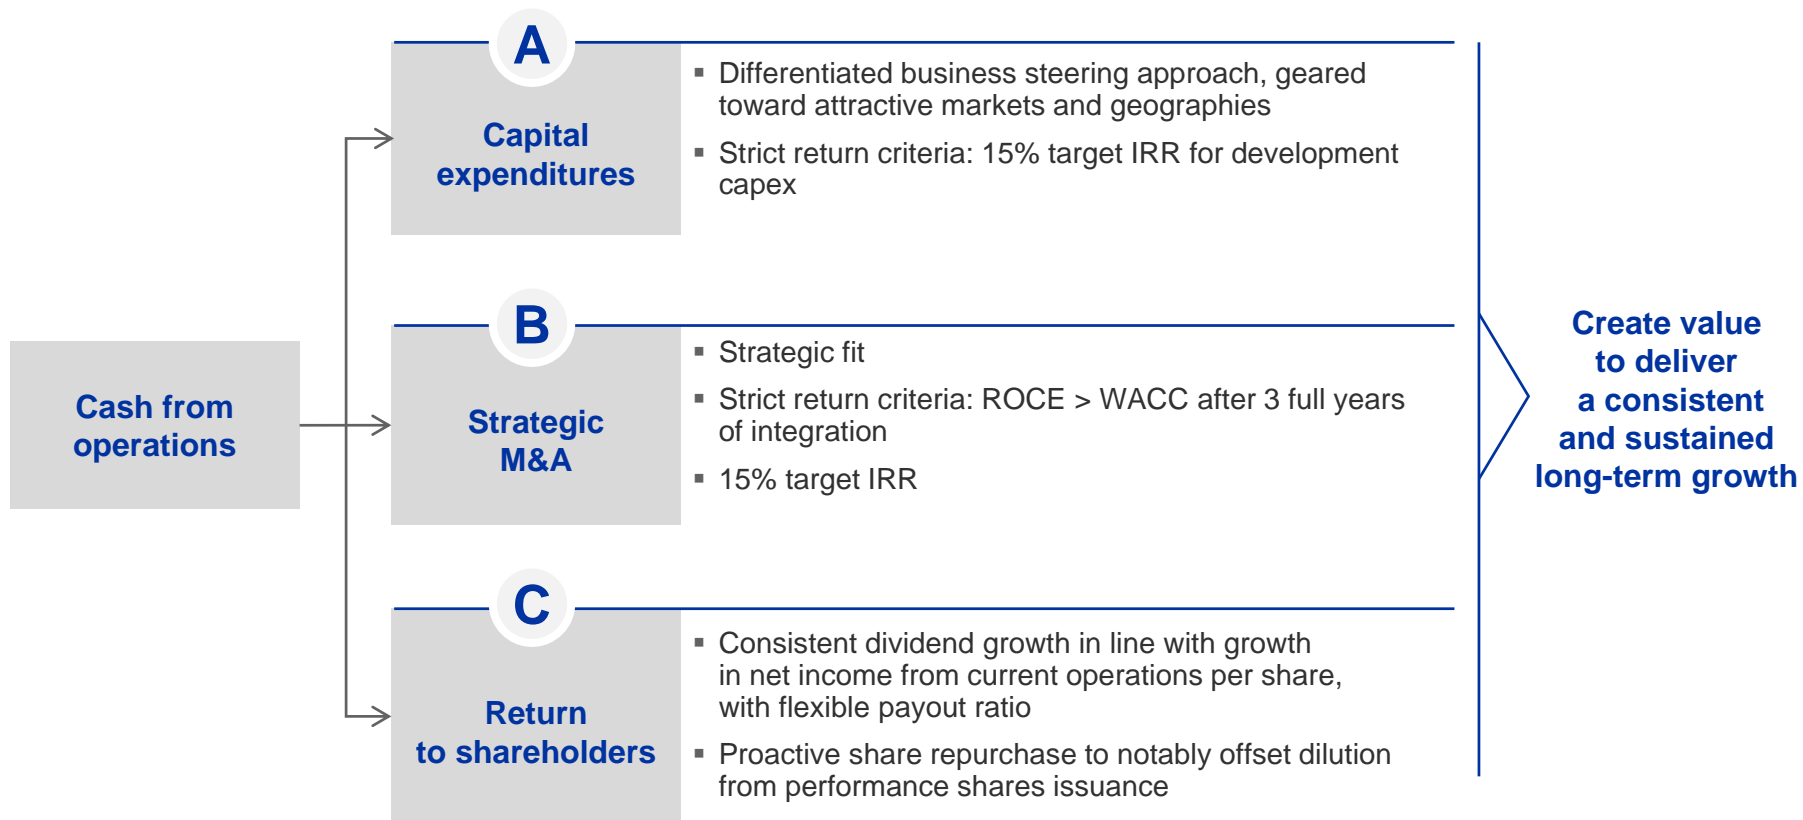 Cash from
operations
A
Capital
expenditures
▪ Differentiated business steering approach, geared
toward attractive markets and geographies
▪ Strict return criteria: 15% target IRR for development
capex
B
Strategic
M&A
▪ Strategic fit
▪ Strict return criteria: ROCE > WACC after 3 full years
of integration
▪ 15% target IRR
C
Return
to shareholders
▪ Consistent dividend growth in line with growth
in net income from current operations per share,
with flexible payout ratio
▪ Proactive share repurchase to notably offset dilution
from performance shares issuance
Create value
to deliver
a consistent
and sustained
long-term growth